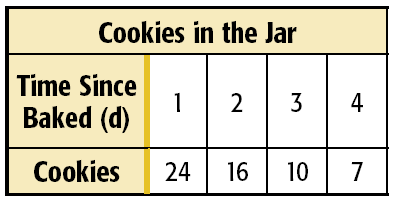 Cookies in the Jar
Time Since
Baked (d)
1 2 3 4
Cookies 24 16 10 7